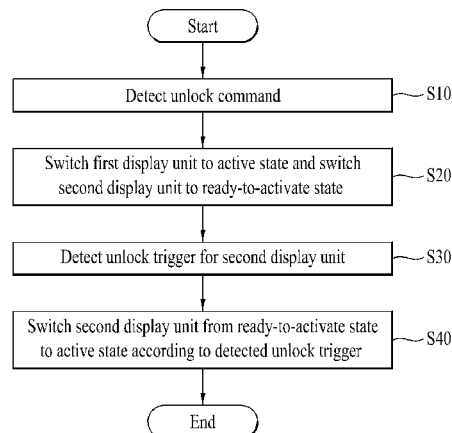 Start
Detect unlock command
S10
Switch first display unit to active state and switch
second display unit to ready-to-activate state
S20
Detect unlock trigger for second display unit
S30
Switch second display unit from ready-to-activate state
to active state according to detected unlock trigger
S40
End